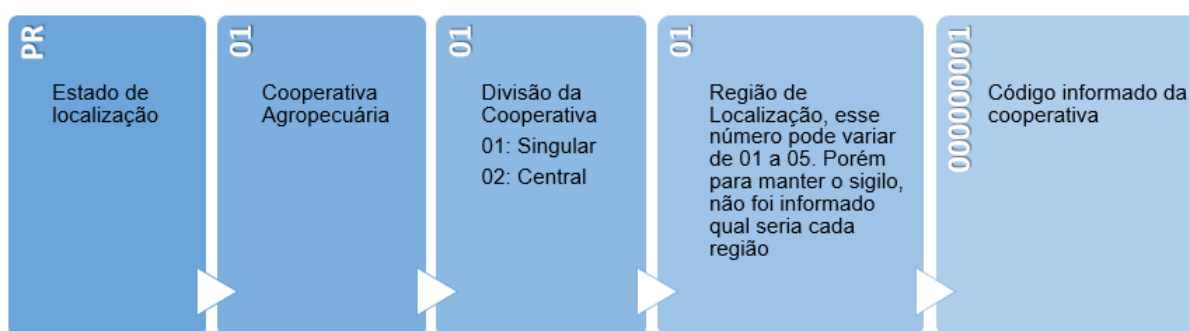 PR
Estado de
localização
01
Cooperativa
Agropecuária
01
Divisão da
Cooperativa
01: Singular
02: Central
01
Região de
Localização, esse
número pode variar
de 01 a 05. Porém
para manter o sigilo,
não foi informado
qual seria cada
região
000000001
Código informado da
cooperativa